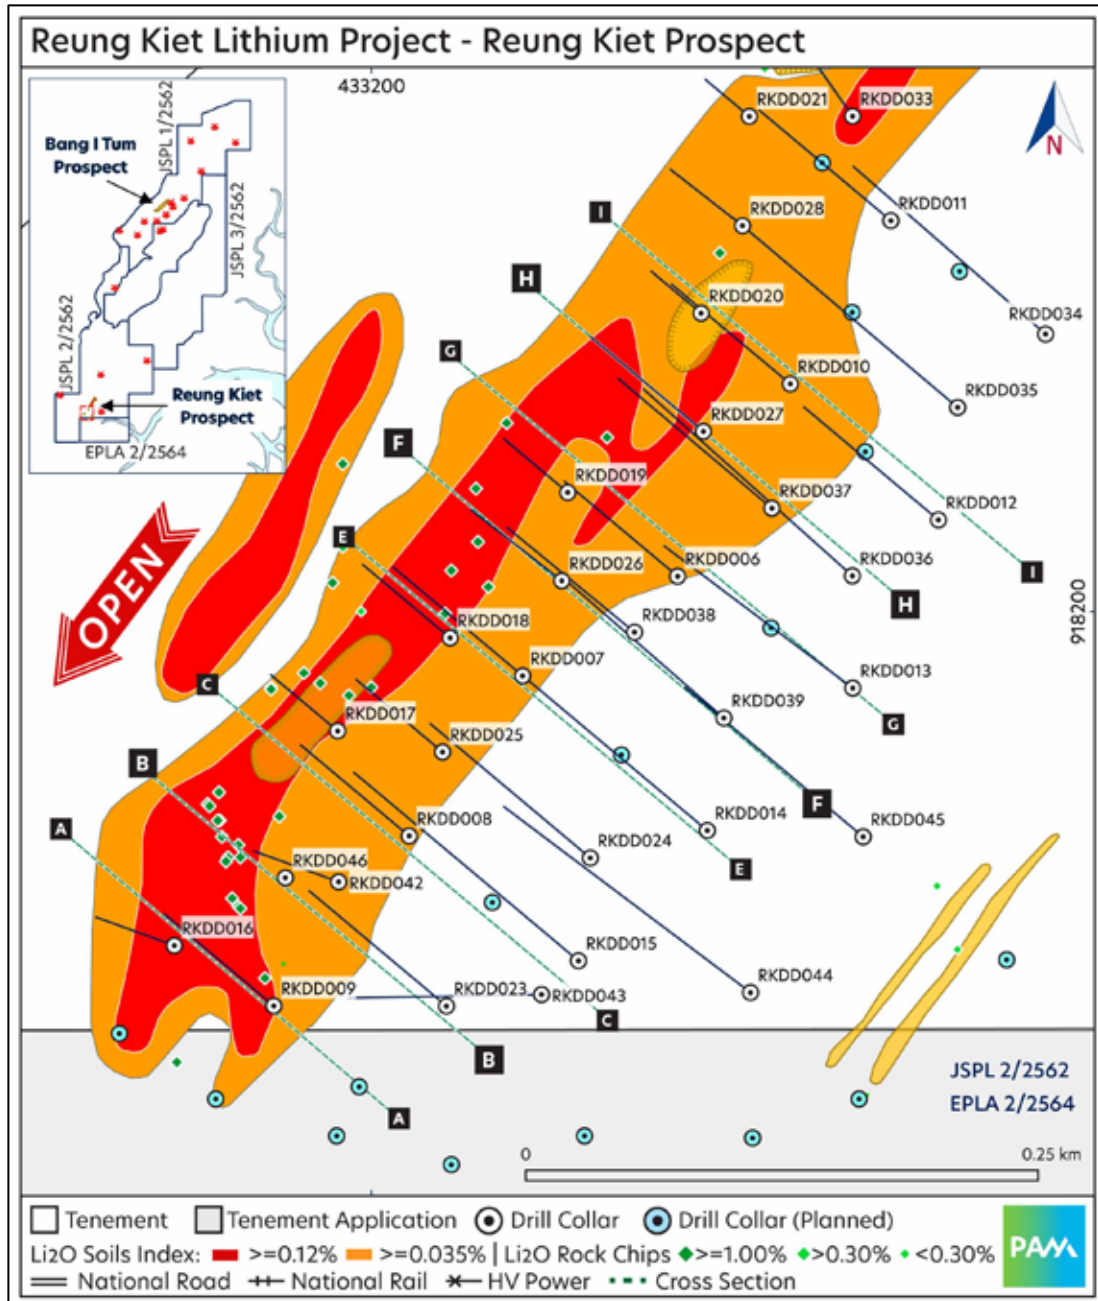 Reung Kiet Lithium Project - Reung Kiet Prospect
433200
JSPL 1/2562
Bang I Tum
Prospect
JSPL 3/2562
JSPL 2/2562
Reung Kiet
Prospect
EPLA 2/2564
N
RKDD021
RKDD033
RKDD011
RKDD028
I
RKDD034
H
RKDD020
G
RKDD010
RKDD035
RKDD027
F
RKDD019
RKDD037
RKDD012
E
RKDD006
RKDD036
I
RKDD026
H
918200
OPEN
RKDD018
RKDD038
RKDD007
RKDD013
C
RKDD039
G
RKDD017
RKDD025
B
F
RKDD008
RKDD014
RKDD045
A
RKDD024
E
RKDD046
RKDD042
RKDD016
RKDD015
RKDD009
RKDD023
RKDD043
RKDD044
C
B
JSPL 2/2562
EPLA 2/2564
A
0
0.25 km
Tenement
Tenement Application
Drill Collar
Drill Collar (Planned)
Li2O Soils Index: >=0.12% >=0.035% | Li2O Rock Chips >=1.00% >0.30% <0.30%
National Road
National Rail
HV Power
Cross Section
PAM